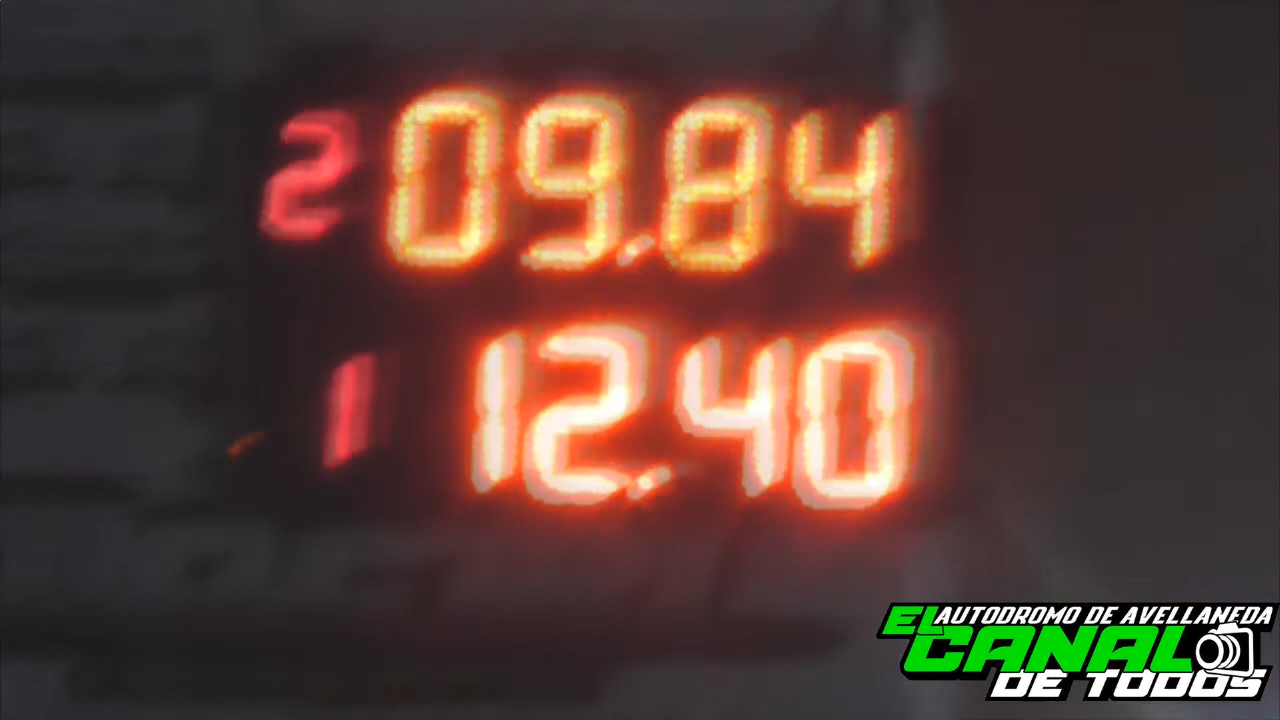 2 09.84
1 12.40
EL AUTODROMO DE AVELLANEDA
CANAL
DE TODOS